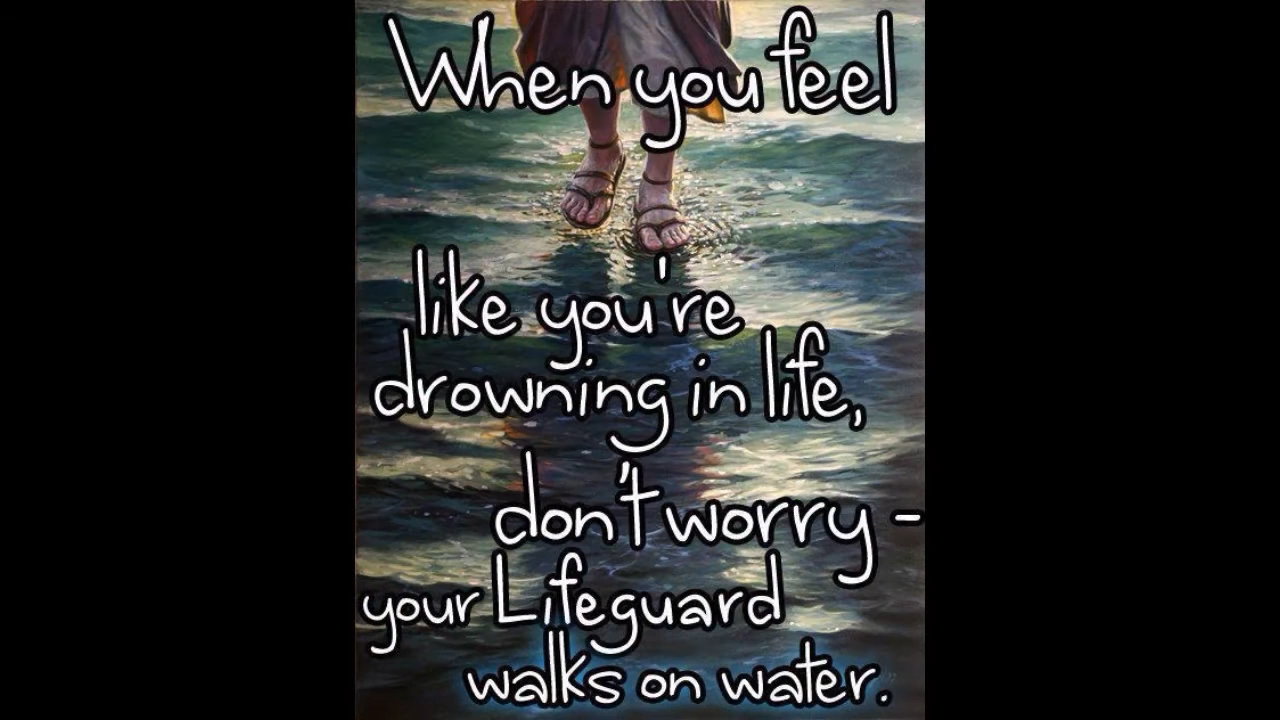 When you feel
like you're
drowning in life,
don't worry -
your Lifeguard
walks on water.